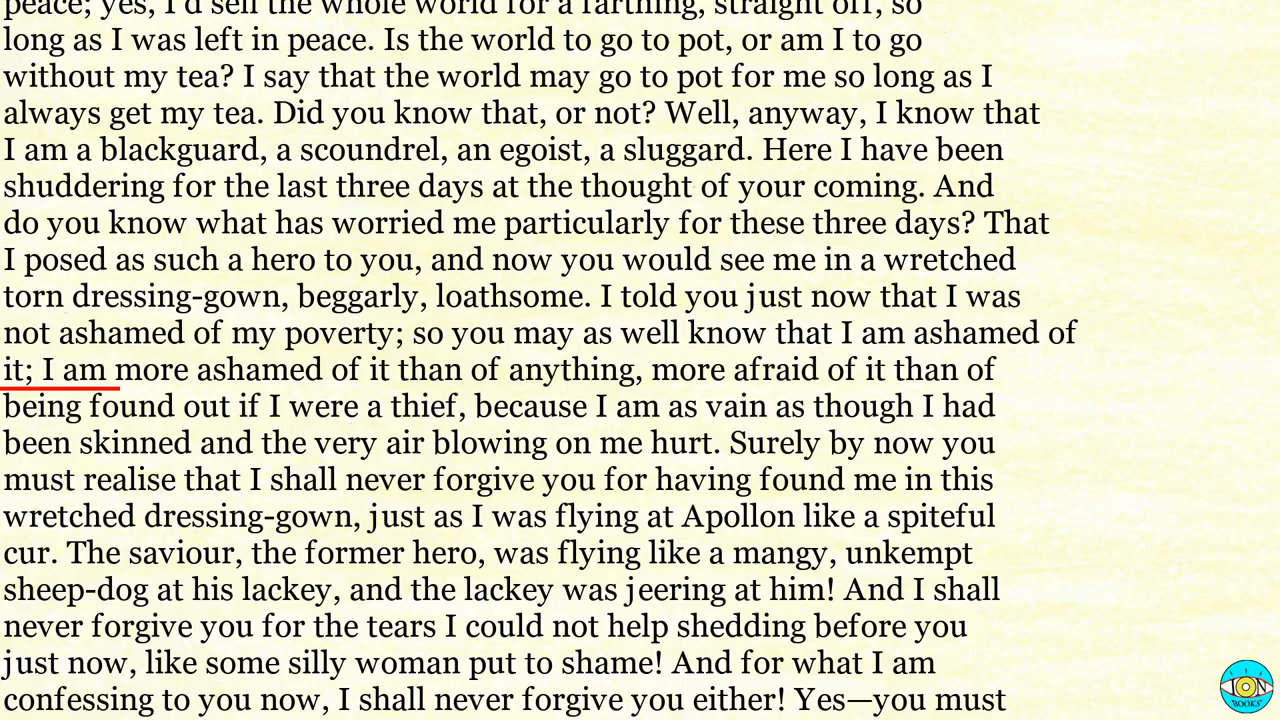 peace; yes, I'd sell the whole world for a farthing, straight off, so
long as I was left in peace. Is the world to go to pot, or am I to go
without my tea? I say that the world may go to pot for me so long as I
always get my tea. Did you know that, or not? Well, anyway, I know that
I am a blackguard, a scoundrel, an egoist, a sluggard. Here I have been
shuddering for the last three days at the thought of your coming. And
do you know what has worried me particularly for these three days? That
I posed as such a hero to you, and now you would see me in a wretched
torn dressing-gown, beggarly, loathsome. I told you just now that I was
not ashamed of my poverty; so you may as well know that I am ashamed of
it; I am more ashamed of it than of anything, more afraid of it than of
being found out if I were a thief, because I am as vain as though I had
been skinned and the very air blowing on me hurt. Surely by now you
must realise that I shall never forgive you for having found me in this
wretched dressing-gown, just as I was flying at Apollon like a spiteful
cur. The saviour, the former hero, was flying like a mangy, unkempt
sheep-dog at his lackey, and the lackey was jeering at him! And I shall
never forgive you for the tears I could not help shedding before you
just now, like some silly woman put to shame! And for what I am
confessing to you now, I shall never forgive you either! Yes—you must
ION
BOOKS